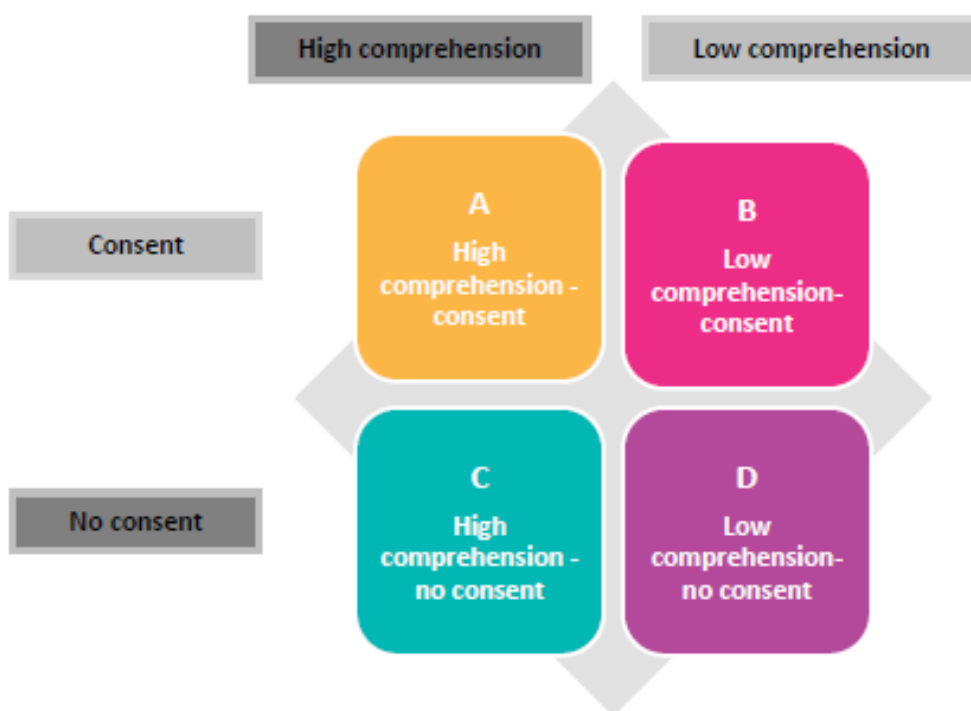 High comprehension
Low comprehension
Consent
A
High
comprehension -
consent
B
Low
comprehension-
consent
No consent
C
High
comprehension -
no consent
D
Low
comprehension-
no consent